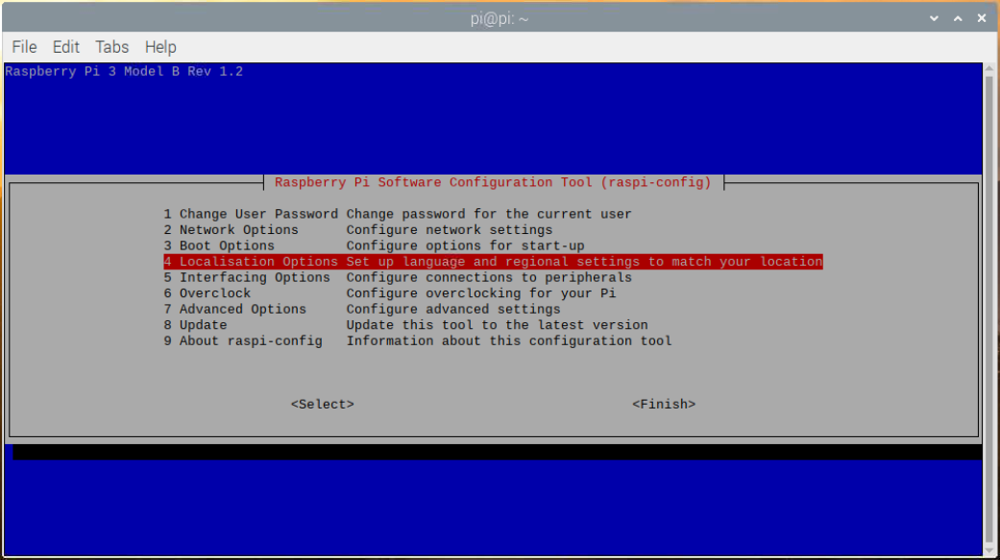 pi@pi: ~
File Edit Tabs Help
Raspberry Pi 3 Model B Rev 1.2
Raspberry Pi Software Configuration Tool (raspi-config)
1 Change User Password Change password for the current user
2 Network Options Configure network settings
3 Boot Options Configure options for start-up
4 Localisation Options Set up language and regional settings to match your location
5 Interfacing Options Configure connections to peripherals
6 Overclock Configure overclocking for your Pi
7 Advanced Options Configure advanced settings
8 Update Update this tool to the latest version
9 About raspi-config Information about this configuration tool
<Select> <Finish>